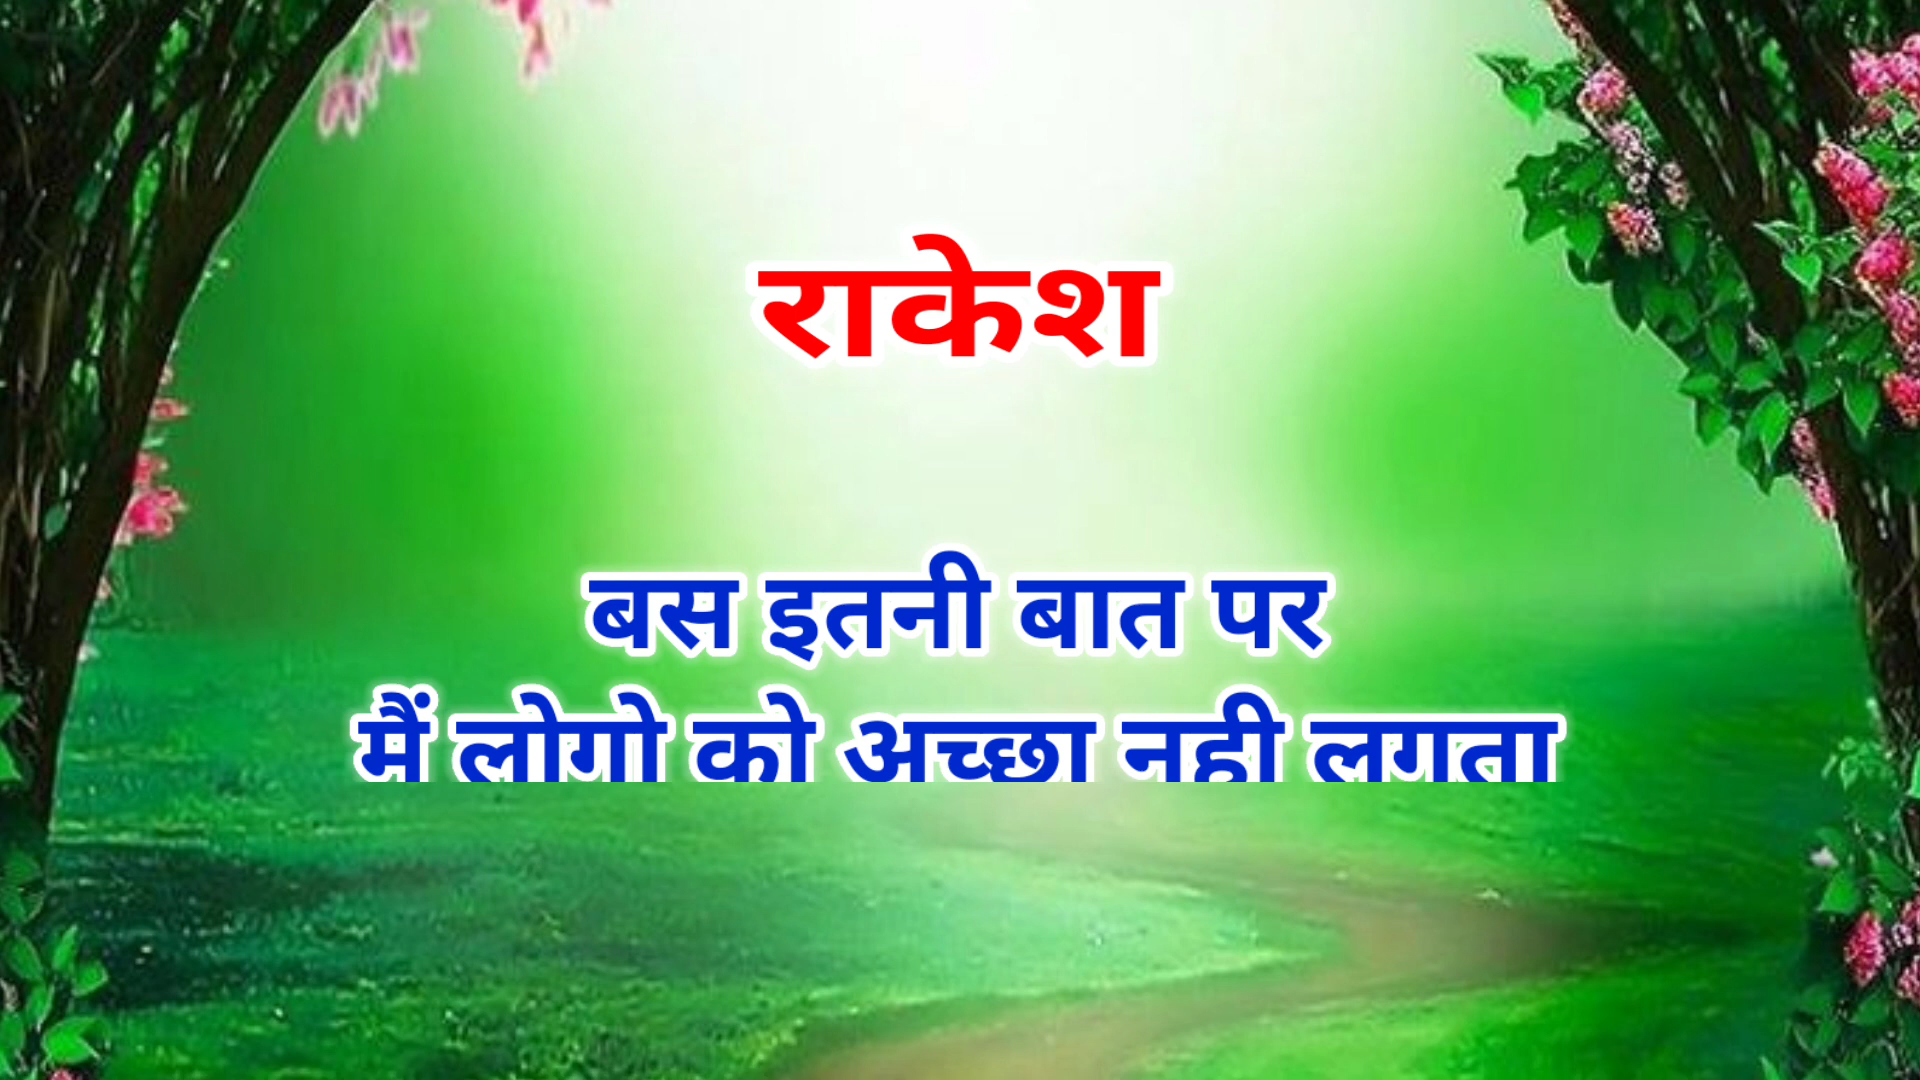 राकेश
बस इतनी बात पर
मैं लोगो को अच्छा नही लगता